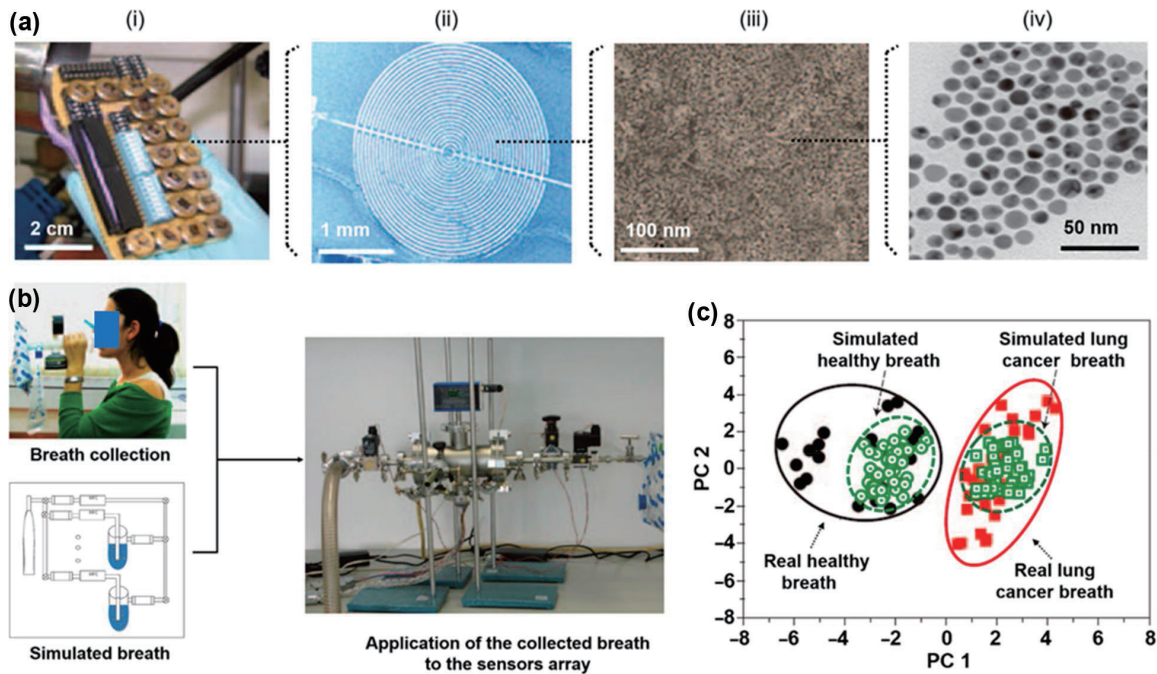 (a)
(i)
(ii)
(iii)
(iv)
2 cm
1 mm
100 nm
50 nm
(b)
Breath collection
MFC
MFC
MFC
Simulated breath
Application of the collected breath
to the sensors array
(c)
8
6
4
2
0
−2
−4
−6
−8
PC 2
Simulated
healthy breath
Simulated lung
cancer breath
Real healthy
breath
Real lung
cancer breath
−8
−6
−4
−2
0
2
4
6
8
PC 1